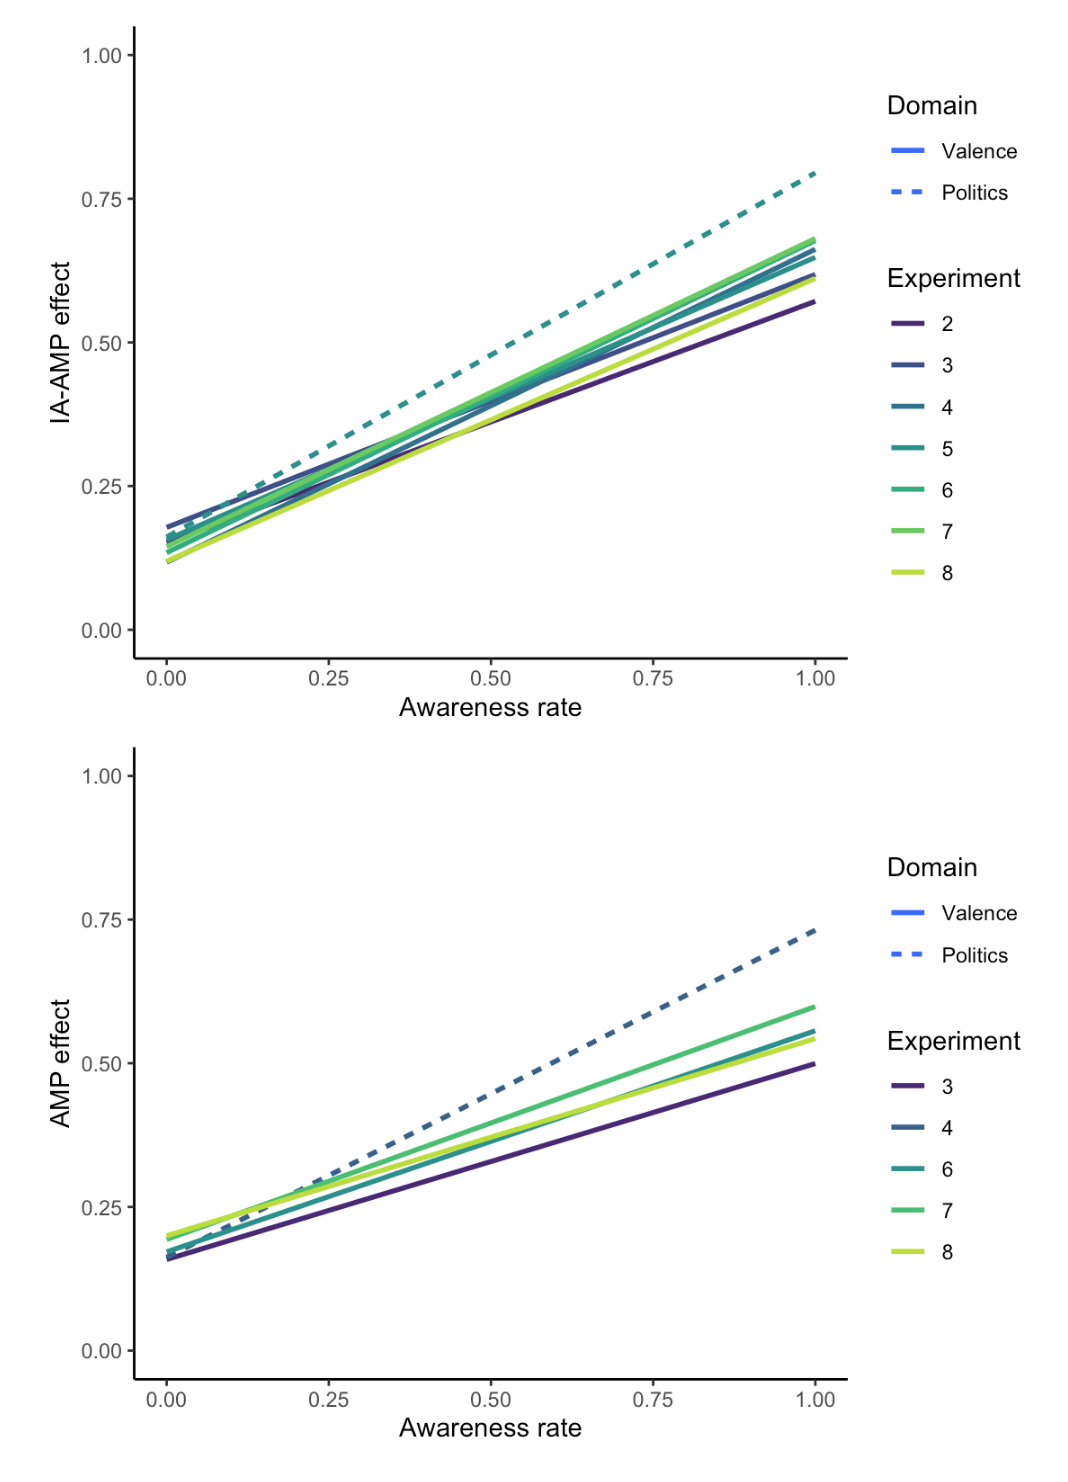 1.00
0.75
0.50
0.25
0.00
IA-AMP effect
0.00 0.25 0.50 0.75 1.00
Awareness rate
Domain
Valence
Politics
Experiment
2
3
4
5
6
7
8
1.00
0.75
0.50
0.25
0.00
AMP effect
0.00 0.25 0.50 0.75 1.00
Awareness rate
Domain
Valence
Politics
Experiment
3
4
6
7
8